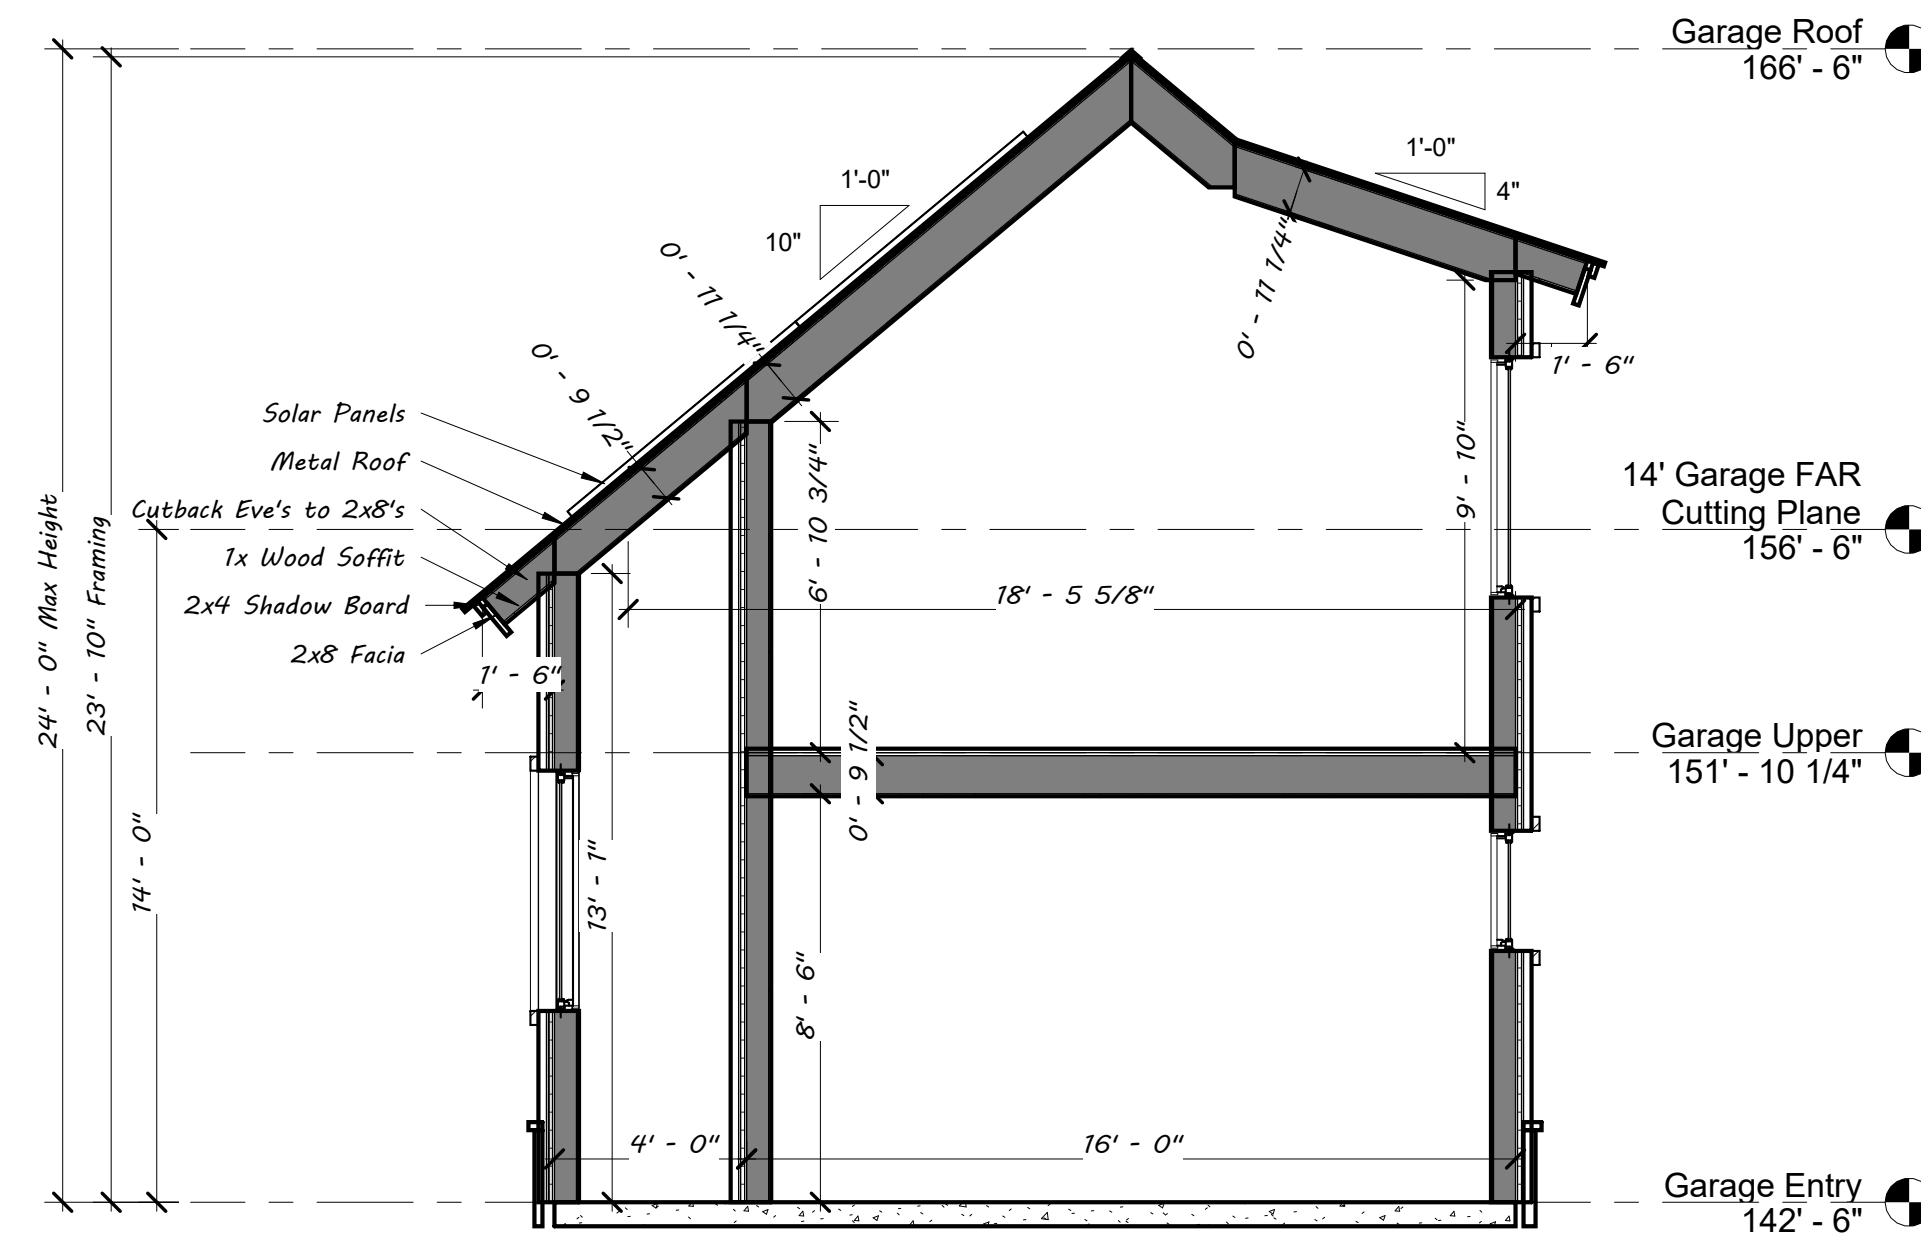 Garage Roof
166' - 6"
1'-0"
4"
1'-0"
10"
0' - 11 1/4"
0' - 11 1/4"
0' - 9 1/2"
1' - 6"
Solar Panels
Metal Roof
Cutback Eve's to 2x8's
1x Wood Soffit
2x4 Shadow Board
2x8 Facia
1' - 6"
24' - 0" Max Height
23' - 10" Framing
14' - 0"
13' - 1"
6' - 10 3/4"
9' - 10"
18' - 5 5/8"
14' Garage FAR
Cutting Plane
156' - 6"
0' - 9 1/2"
Garage Upper
151' - 10 1/4"
8' - 6"
4' - 0"
16' - 0"
Garage Entry
142' - 6"